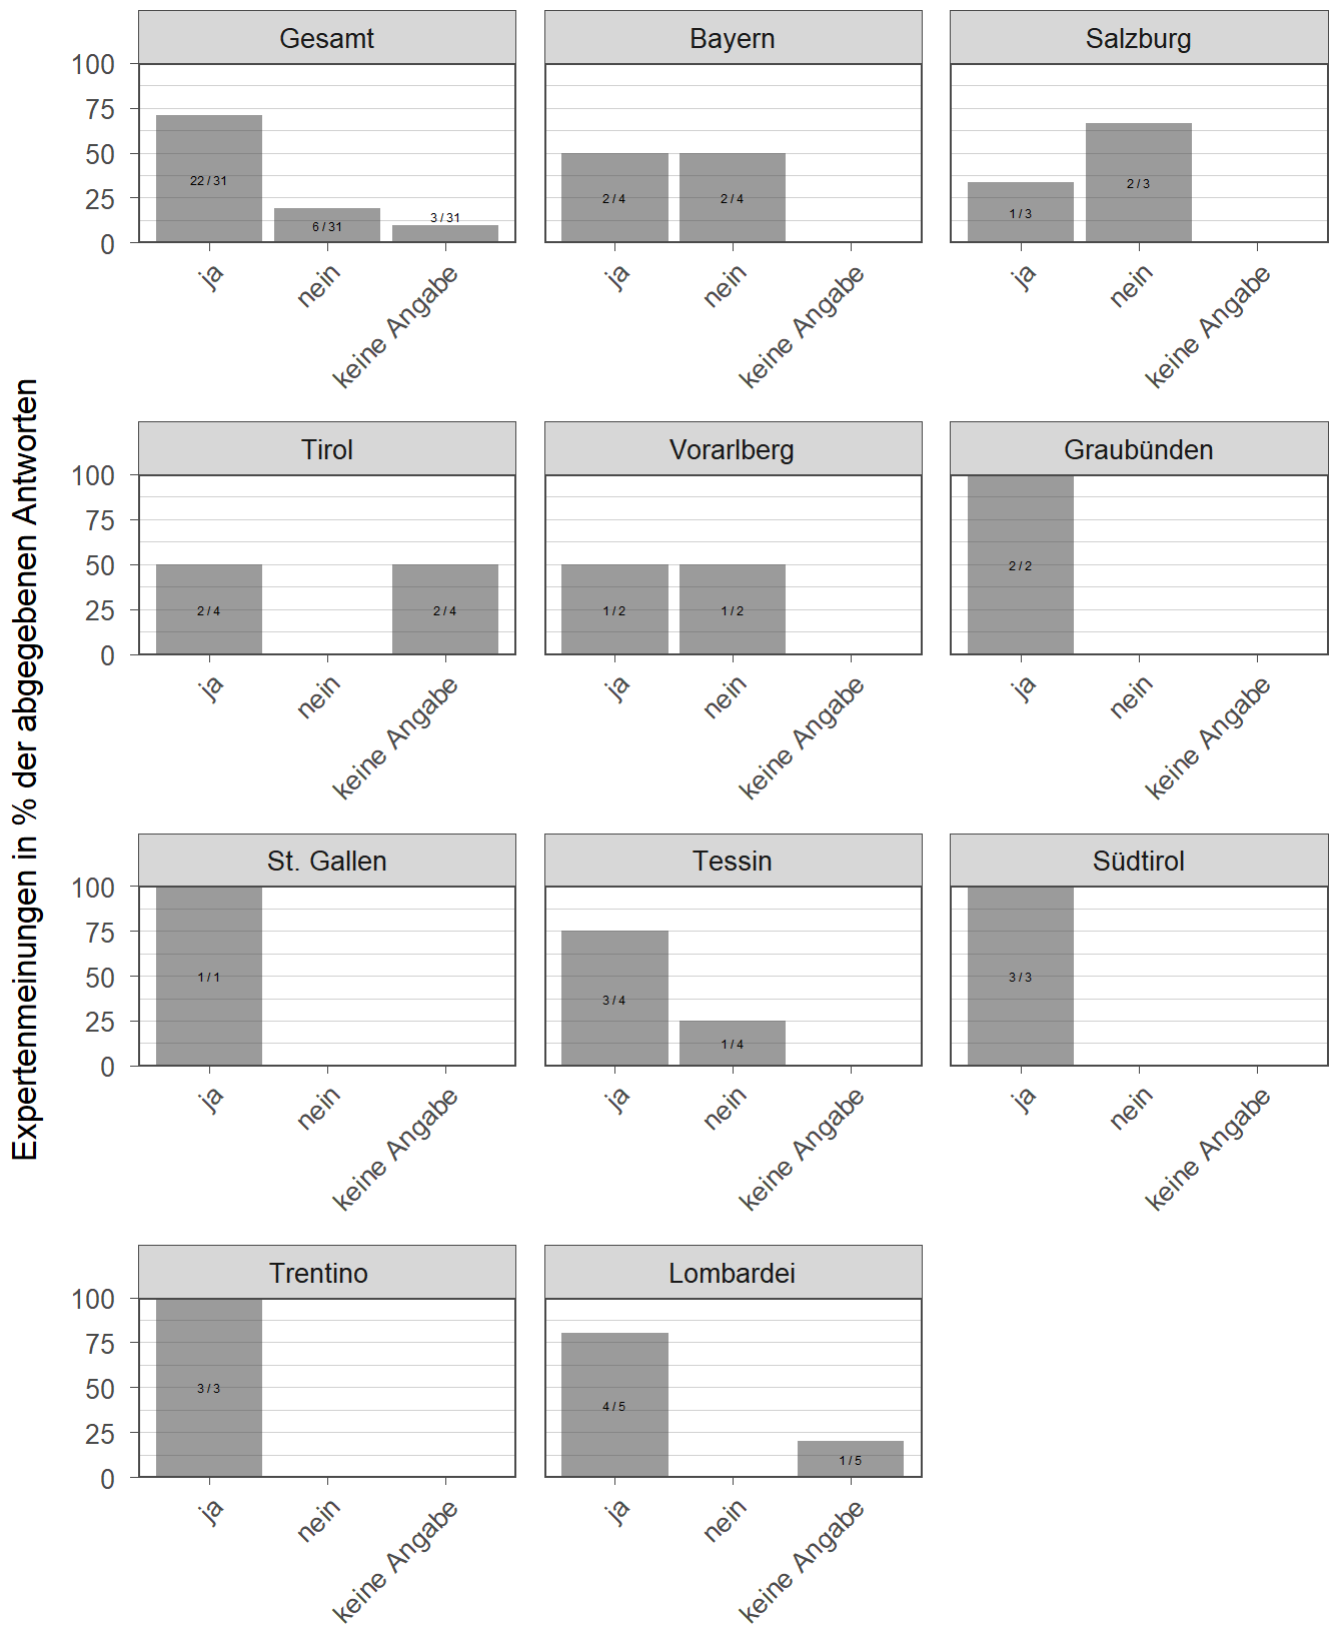 Expertenmeinungen in % der abgegebenen Antworten
Gesamt
100
75
50
25
0
22 / 31
6 / 31
3 / 31
ja
nein
keine Angabe
Bayern
2 / 4
2 / 4
ja
nein
keine Angabe
Salzburg
1 / 3
2 / 3
ja
nein
keine Angabe
Tirol
100
75
50
25
0
2 / 4
2 / 4
ja
nein
keine Angabe
Vorarlberg
1 / 2
1 / 2
ja
nein
keine Angabe
Graubünden
2 / 2
ja
nein
keine Angabe
St. Gallen
100
75
50
25
0
1 / 1
ja
nein
keine Angabe
Tessin
3 / 4
1 / 4
ja
nein
keine Angabe
Südtirol
3 / 3
ja
nein
keine Angabe
Trentino
100
75
50
25
0
3 / 3
ja
nein
keine Angabe
Lombardei
4 / 5
1 / 5
ja
nein
keine Angabe